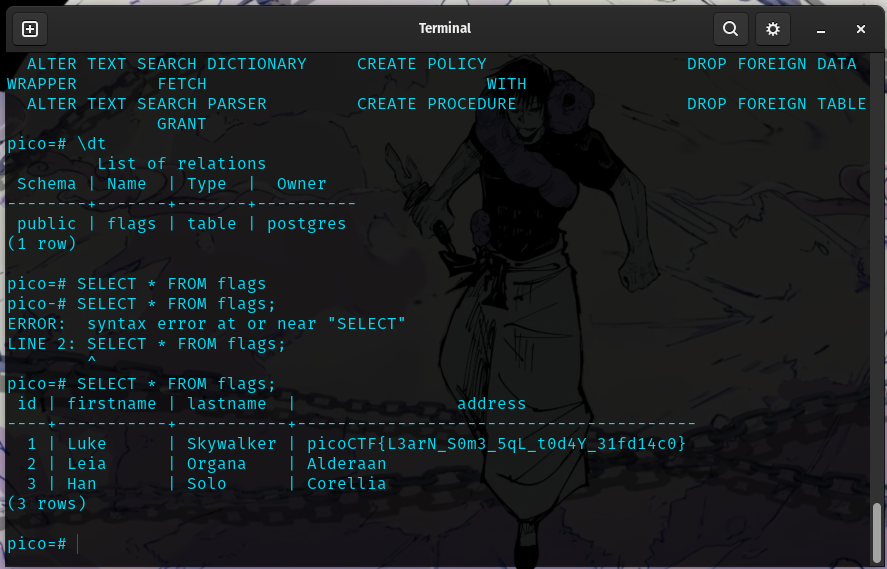 Terminal
  ALTER TEXT SEARCH DICTIONARY     CREATE POLICY                    DROP FOREIGN DATA
WRAPPER        FETCH                            WITH
  ALTER TEXT SEARCH PARSER         CREATE PROCEDURE                 DROP FOREIGN TABLE
               GRANT
pico=# \dt
         List of relations
 Schema | Name  | Type  |  Owner
--------+-------+-------+----------
 public | flags | table | postgres
(1 row)

pico=# SELECT * FROM flags
pico-# SELECT * FROM flags;
ERROR:  syntax error at or near "SELECT"
LINE 2: SELECT * FROM flags;
        ^
pico=# SELECT * FROM flags;
 id | firstname | lastname  |                address
----+-----------+-----------+----------------------------------------
  1 | Luke      | Skywalker | picoCTF{L3arN_S0m3_5qL_t0d4Y_31fd14c0}
  2 | Leia      | Organa    | Alderaan
  3 | Han       | Solo      | Corellia
(3 rows)

pico=#